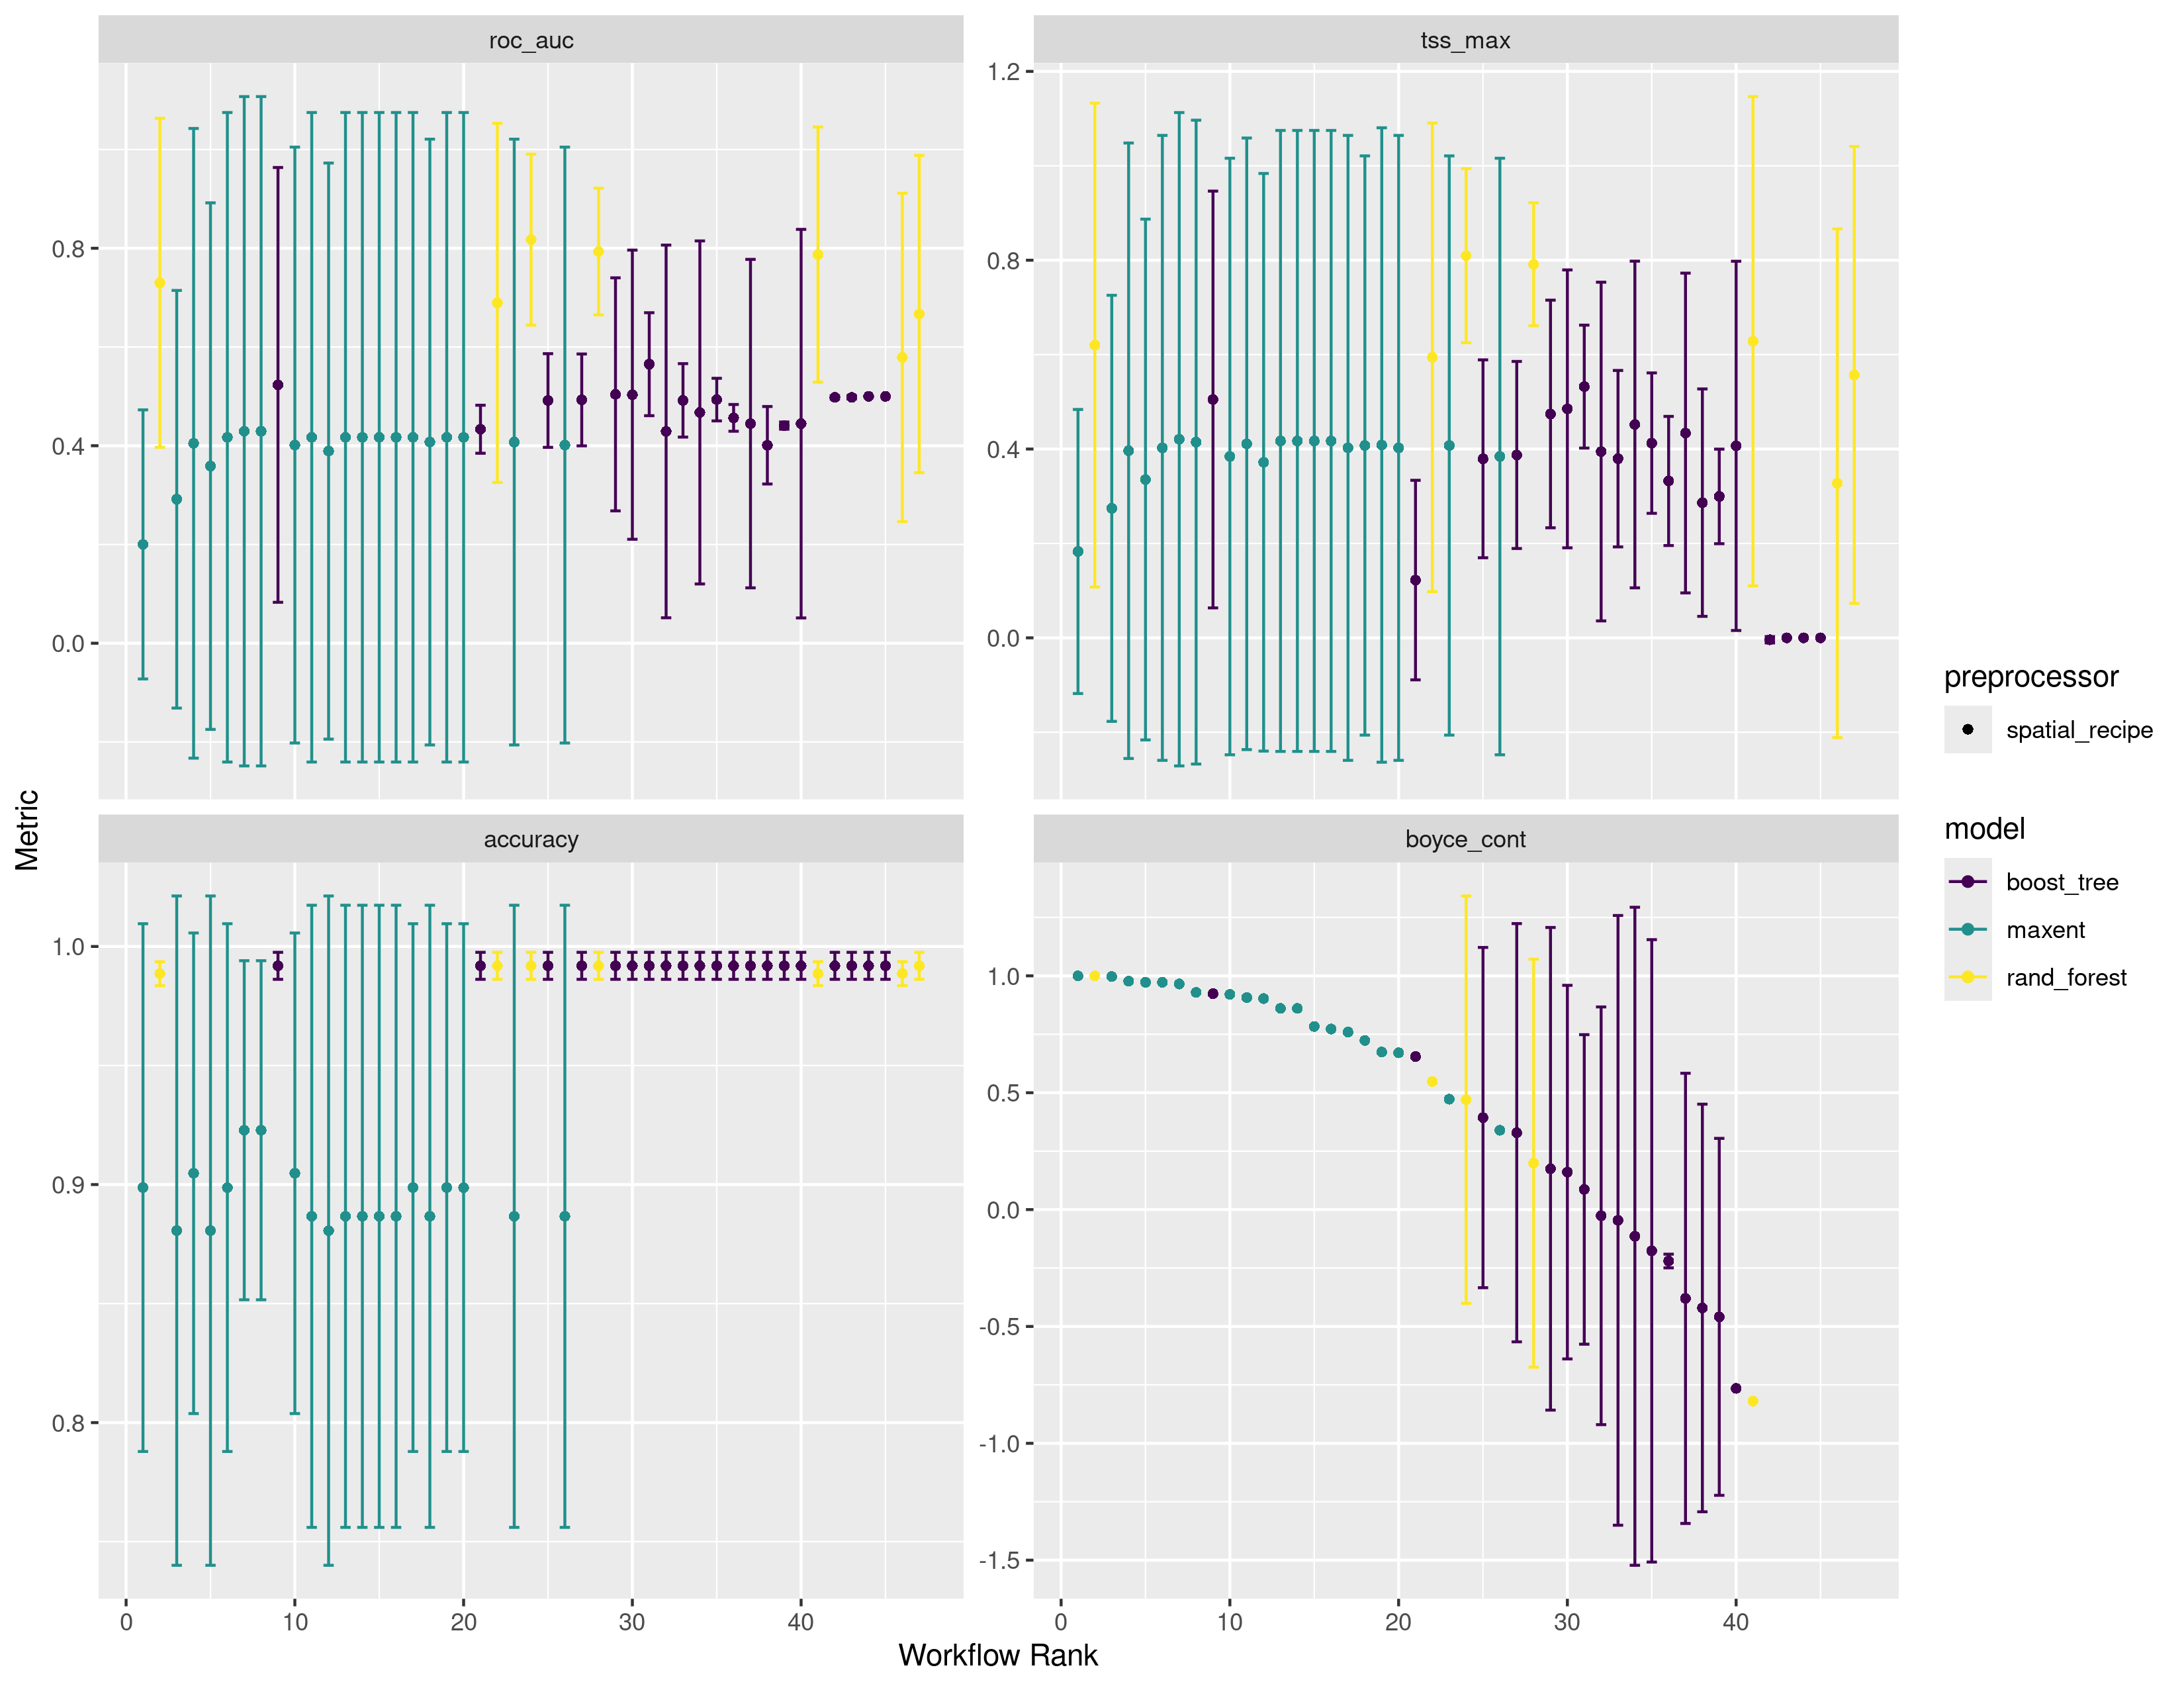 roc_auc
tss_max
0.8
0.4
0.0
1.2
0.8
0.4
0.0
accuracy
boyce_cont
1.0
0.9
0.8
1.0
0.5
0.0
-0.5
-1.0
-1.5
0 10 20 30 40
0 10 20 30 40
Workflow Rank
Metric
preprocessor
spatial_recipe
model
boost_tree
maxent
rand_forest